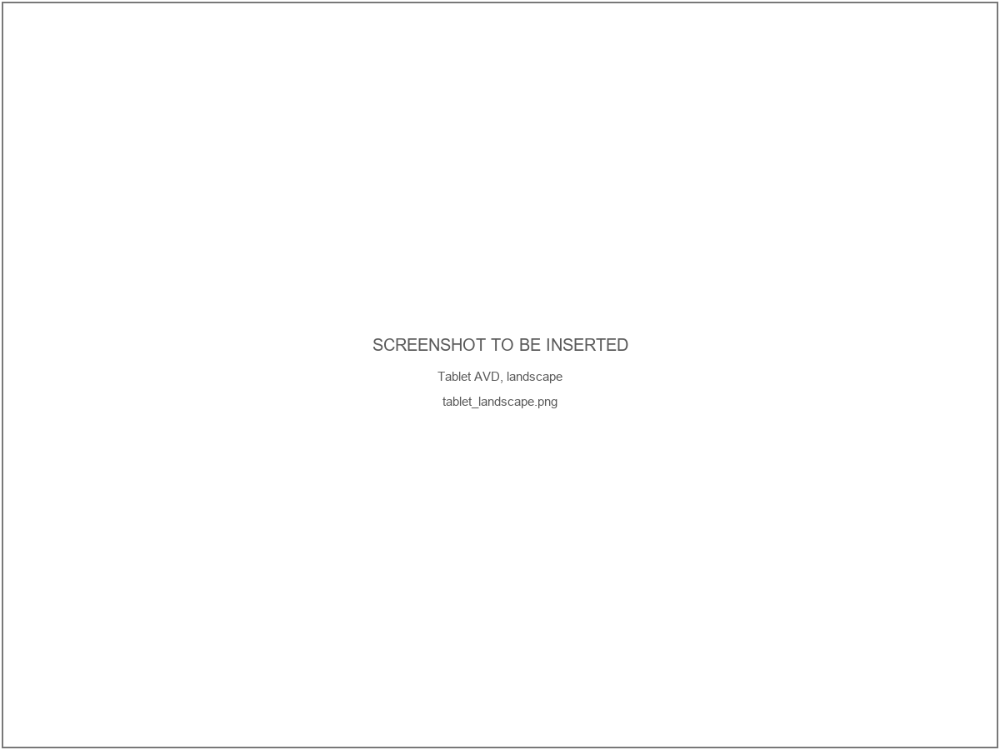 SCREENSHOT TO BE INSERTED
Tablet AVD, landscape
tablet_landscape.png